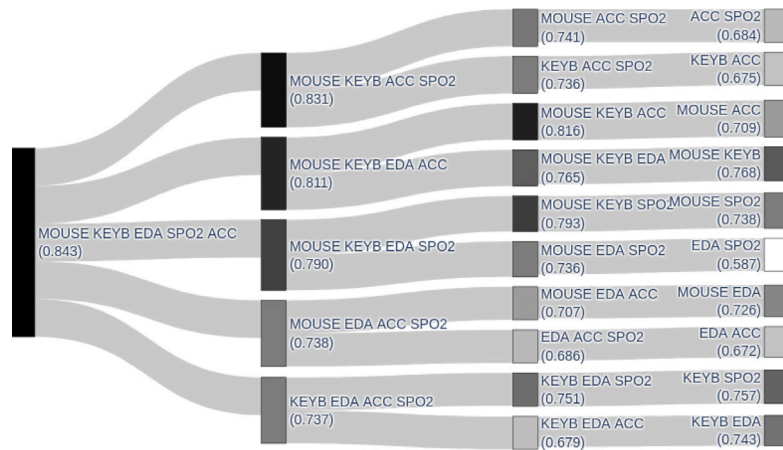 MOUSE KEYB EDA SPO2 ACC
(0.843)
MOUSE KEYB ACC SPO2
(0.831)
MOUSE KEYB EDA ACC
(0.811)
MOUSE KEYB EDA SPO2
(0.790)
MOUSE EDA ACC SPO2
(0.738)
KEYB EDA ACC SPO2
(0.737)
MOUSE ACC SPO2
(0.741)
KEYB ACC SPO2
(0.736)
MOUSE KEYB ACC
(0.816)
MOUSE KEYB EDA
(0.765)
MOUSE KEYB SPO2
(0.793)
MOUSE EDA SPO2
(0.736)
MOUSE EDA ACC
(0.707)
EDA ACC SPO2
(0.686)
KEYB EDA SPO2
(0.751)
KEYB EDA ACC
(0.679)
ACC SPO2
(0.684)
KEYB ACC
(0.675)
MOUSE ACC
(0.709)
MOUSE KEYB
(0.768)
MOUSE SPO2
(0.738)
EDA SPO2
(0.587)
MOUSE EDA
(0.726)
EDA ACC
(0.672)
KEYB SPO2
(0.757)
KEYB EDA
(0.743)